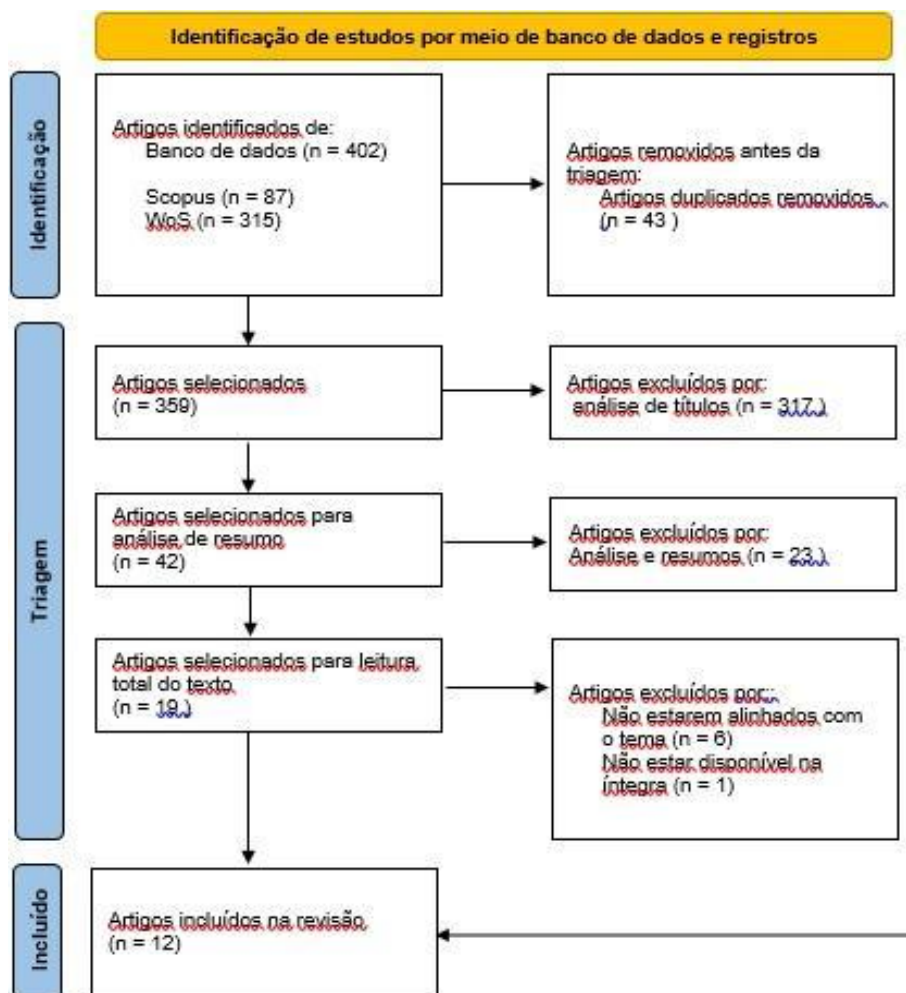 Identificação de estudos por meio de banco de dados e registros
Identificação
Artigos identificados de:
Banco de dados (n = 402)
Scopus (n = 87)
WoS (n = 315)
Artigos removidos antes da
triagem:
Artigos duplicados removidos
(n = 43 )
Triagem
Artigos selecionados
(n = 359)
Artigos excluídos por:
análise de títulos (n = 317 )
Artigos selecionados para
análise de resumo
(n = 42)
Artigos excluídos por:
Análise e resumos (n = 23 )
Artigos selecionados para leitura
total do texto
(n = 19 )
Artigos excluídos por::
Não estarem alinhados com
o tema (n = 6)
Não estar disponível na
íntegra (n = 1)
Incluído
Artigos incluídos na revisão
(n = 12)